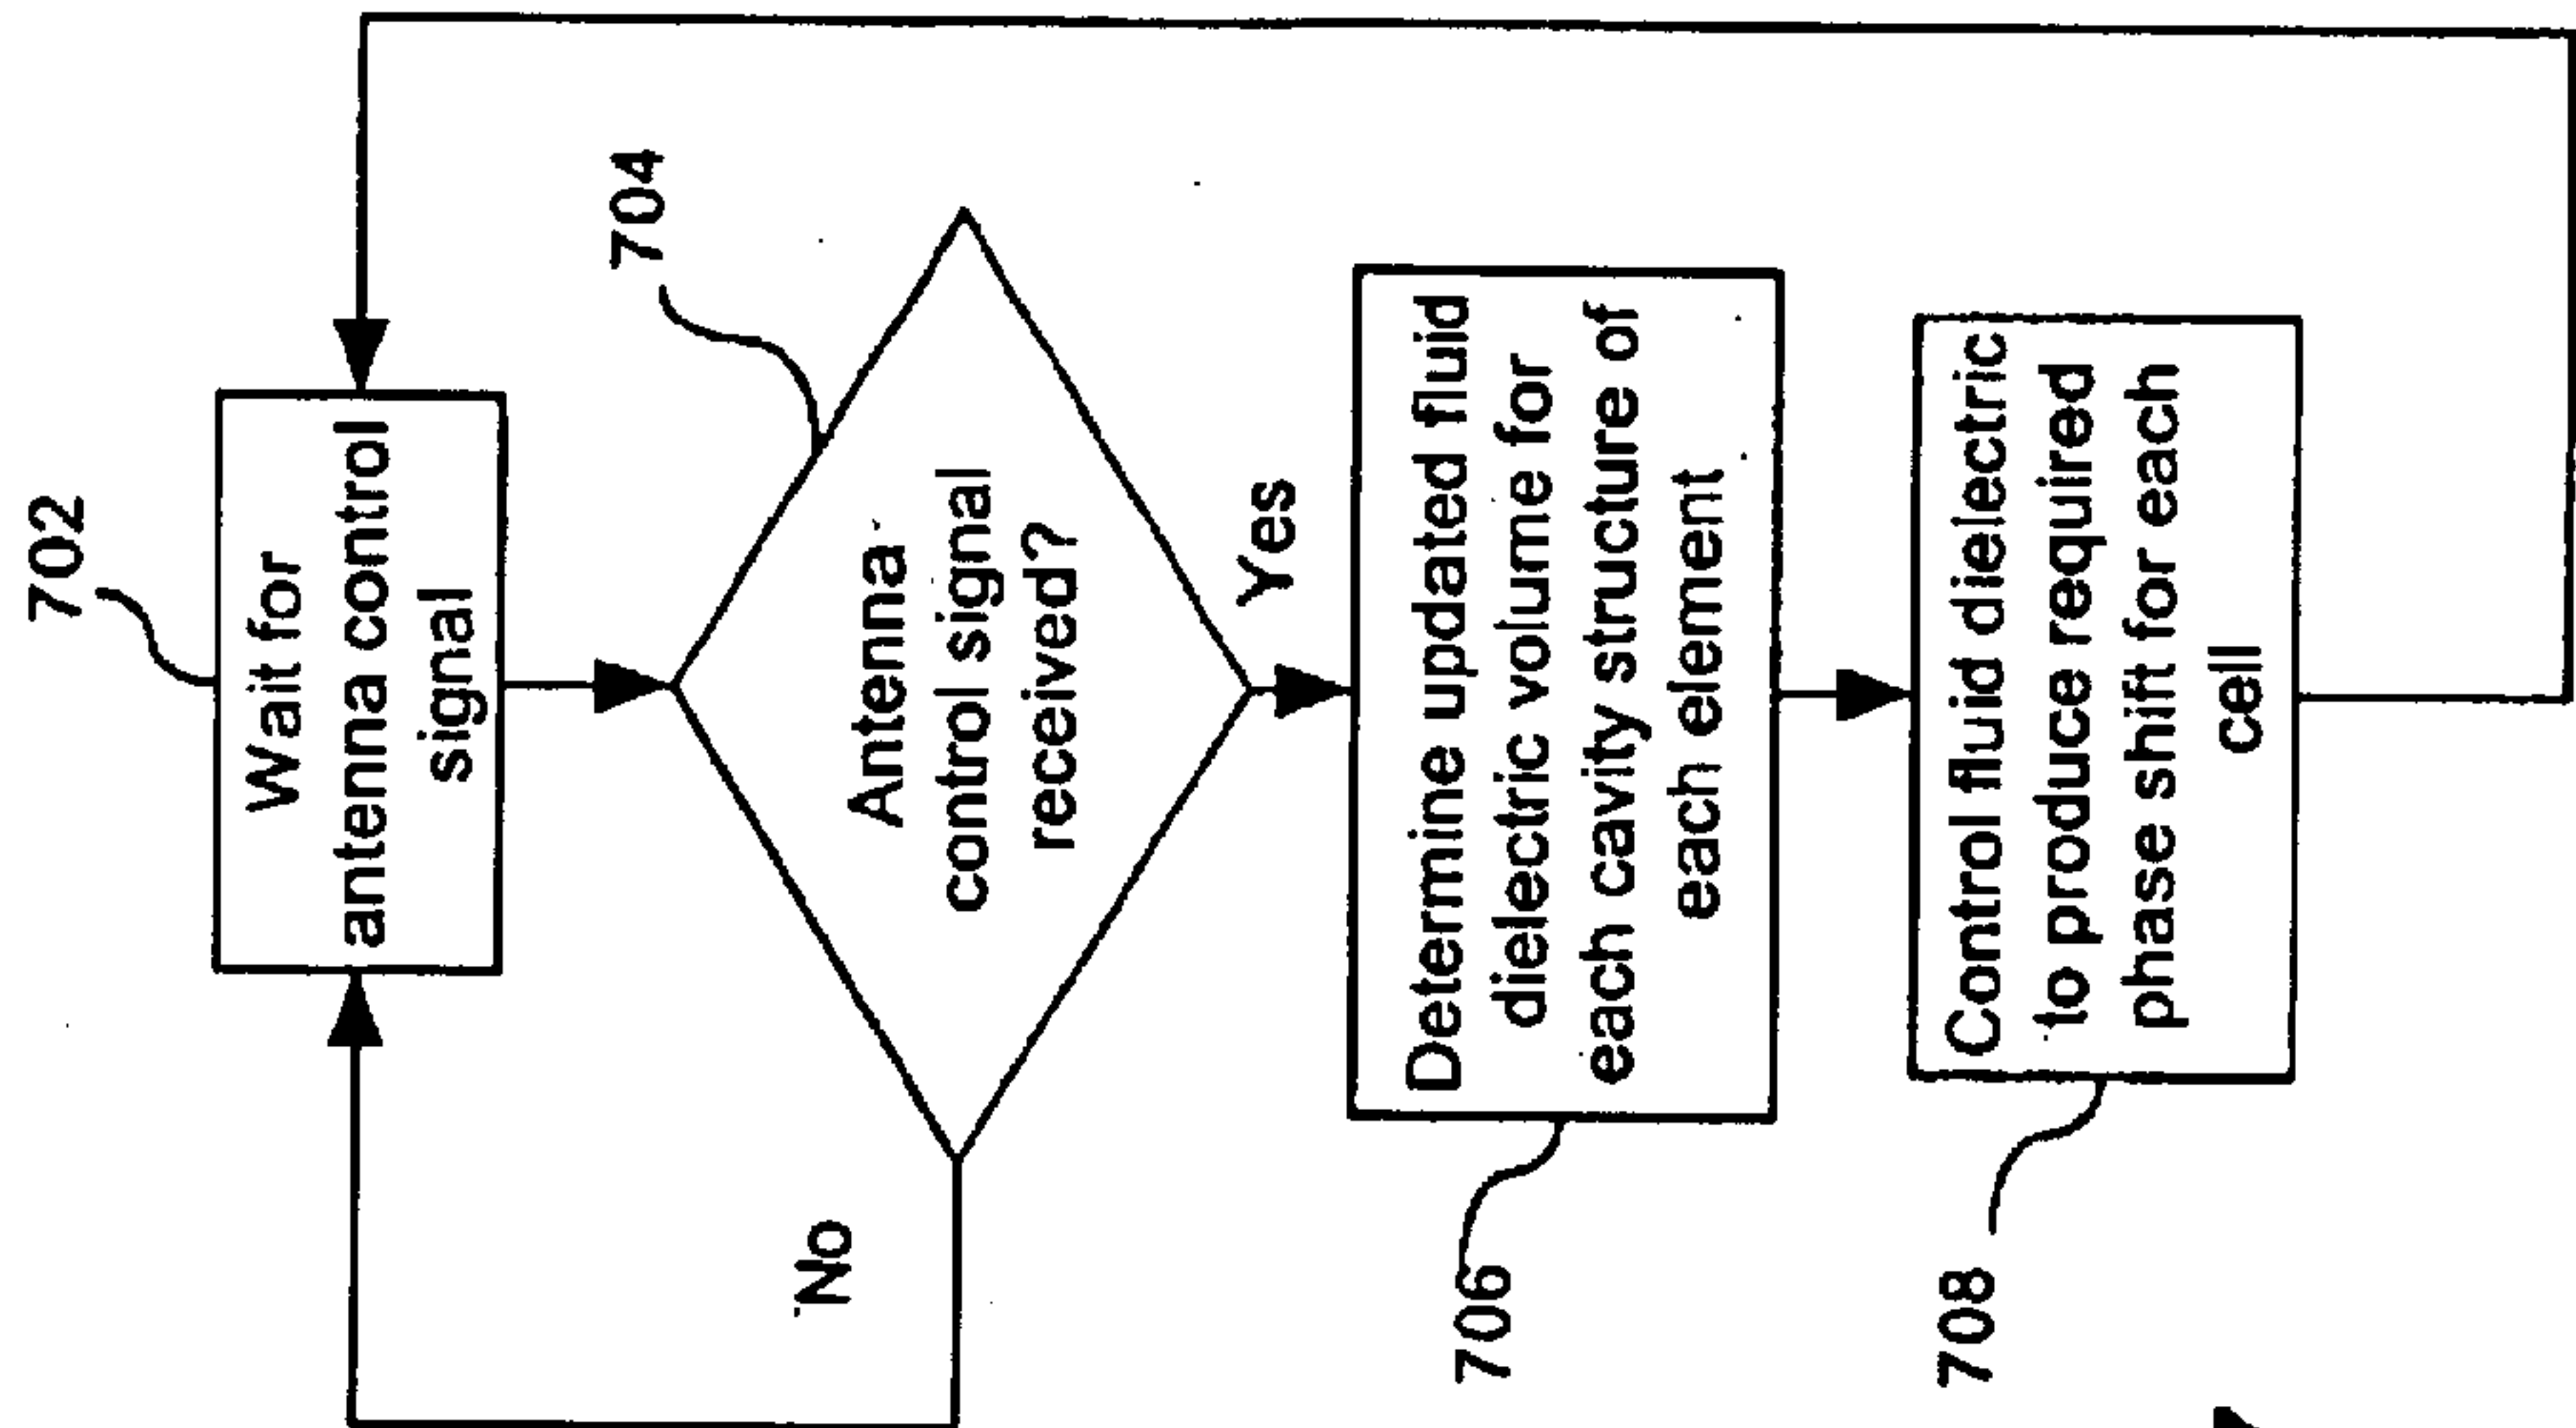 702
Wait for
antenna control
signal
704
Antenna
control signal
received?
No
Yes
706
Determine updated fluid
dielectric volume for
each cavity structure of
each element
708
Control fluid dielectric
to produce required
phase shift for each
cell